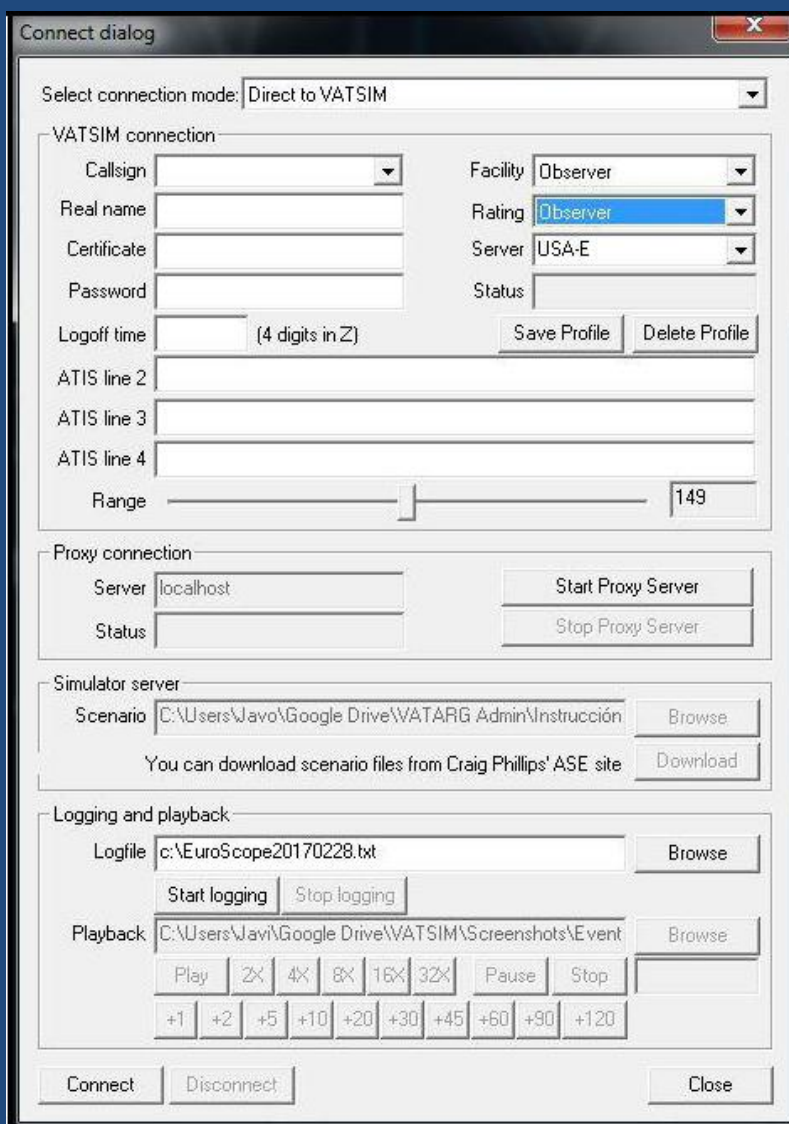 Connect dialog
Select connection mode: Direct to VATSIM
VATSIM connection
Callsign Facility Observer
Real name Rating Observer
Certificate Server USA-E
Password Status
Logoff time (4 digits in Z) Save Profile Delete Profile
ATIS line 2
ATIS line 3
ATIS line 4
Range 149
Proxy connection
Server localhost Start Proxy Server
Status Stop Proxy Server
Simulator server
Scenario C:\Users\Javo\Google Drive\VATARG Admin\Instrucción Browse
You can download scenario files from Craig Phillips' ASE site Download
Logging and playback
Logfile c:\EuroScope20170228.txt Browse
Start logging Stop logging
Playback C:\Users\Javi\Google Drive\VATSIM\Screenshots\Event Browse
Play 2X 4X 8X 16X 32X Pause Stop
+1 +2 +5 +10 +20 +30 +45 +60 +90 +120
Connect Disconnect Close